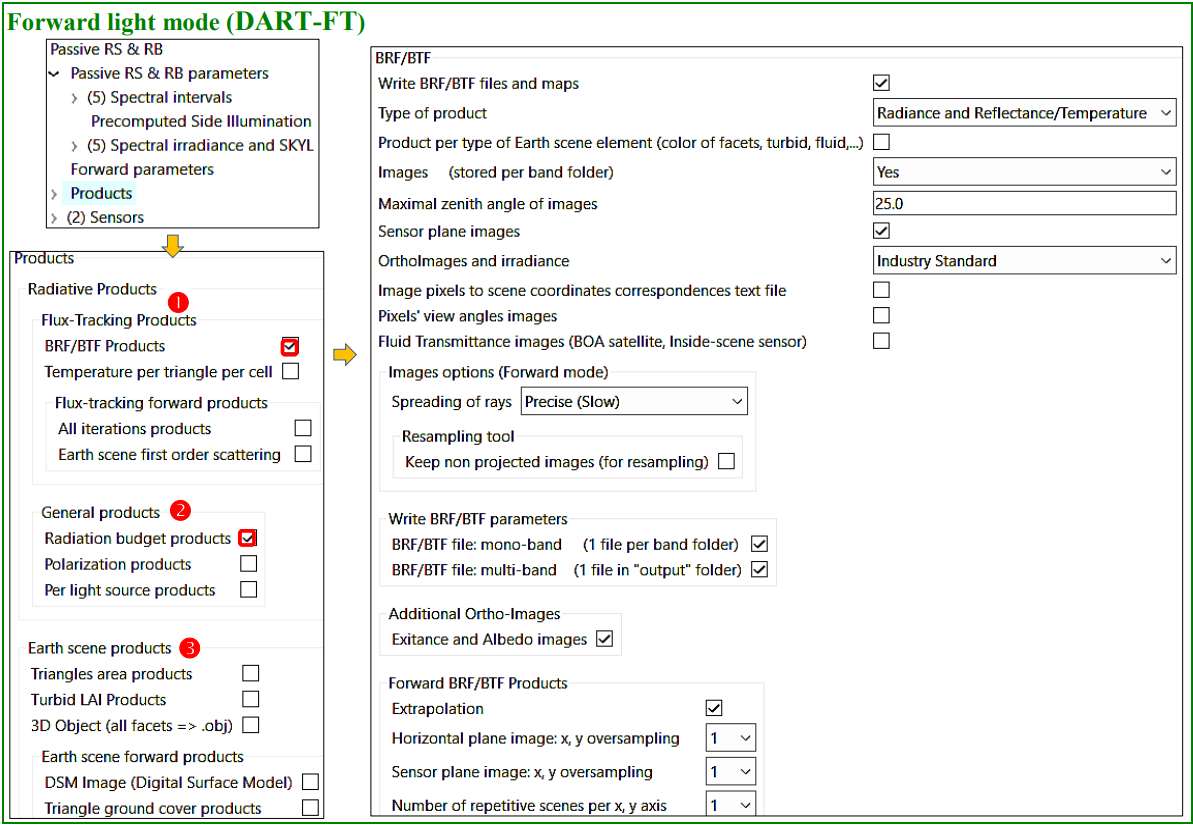 Forward light mode (DART-FT)
Passive RS & RB
Passive RS & RB parameters
(5) Spectral intervals
Precomputed Side Illumination
(5) Spectral irradiance and SKYL
Forward parameters
Products
(2) Sensors
Products
Radiative Products
1
Flux-Tracking Products
BRF/BTF Products
Temperature per triangle per cell
Flux-tracking forward products
All iterations products
Earth scene first order scattering
General products 2
Radiation budget products
Polarization products
Per light source products
Earth scene products 3
Triangles area products
Turbid LAI Products
3D Object (all facets => .obj)
Earth scene forward products
DSM Image (Digital Surface Model)
Triangle ground cover products
BRF/BTF
Write BRF/BTF files and maps
Type of product Radiance and Reflectance/Temperature
Product per type of Earth scene element (color of facets, turbid, fluid,...)
Images (stored per band folder) Yes
Maximal zenith angle of images 25.0
Sensor plane images
OrthoImages and irradiance Industry Standard
Image pixels to scene coordinates correspondences text file
Pixels' view angles images
Fluid Transmittance images (BOA satellite, Inside-scene sensor)
Images options (Forward mode)
Spreading of rays Precise (Slow)
Resampling tool
Keep non projected images (for resampling)
Write BRF/BTF parameters
BRF/BTF file: mono-band (1 file per band folder)
BRF/BTF file: multi-band (1 file in "output" folder)
Additional Ortho-Images
Exitance and Albedo images
Forward BRF/BTF Products
Extrapolation
Horizontal plane image: x, y oversampling 1
Sensor plane image: x, y oversampling 1
Number of repetitive scenes per x, y axis 1